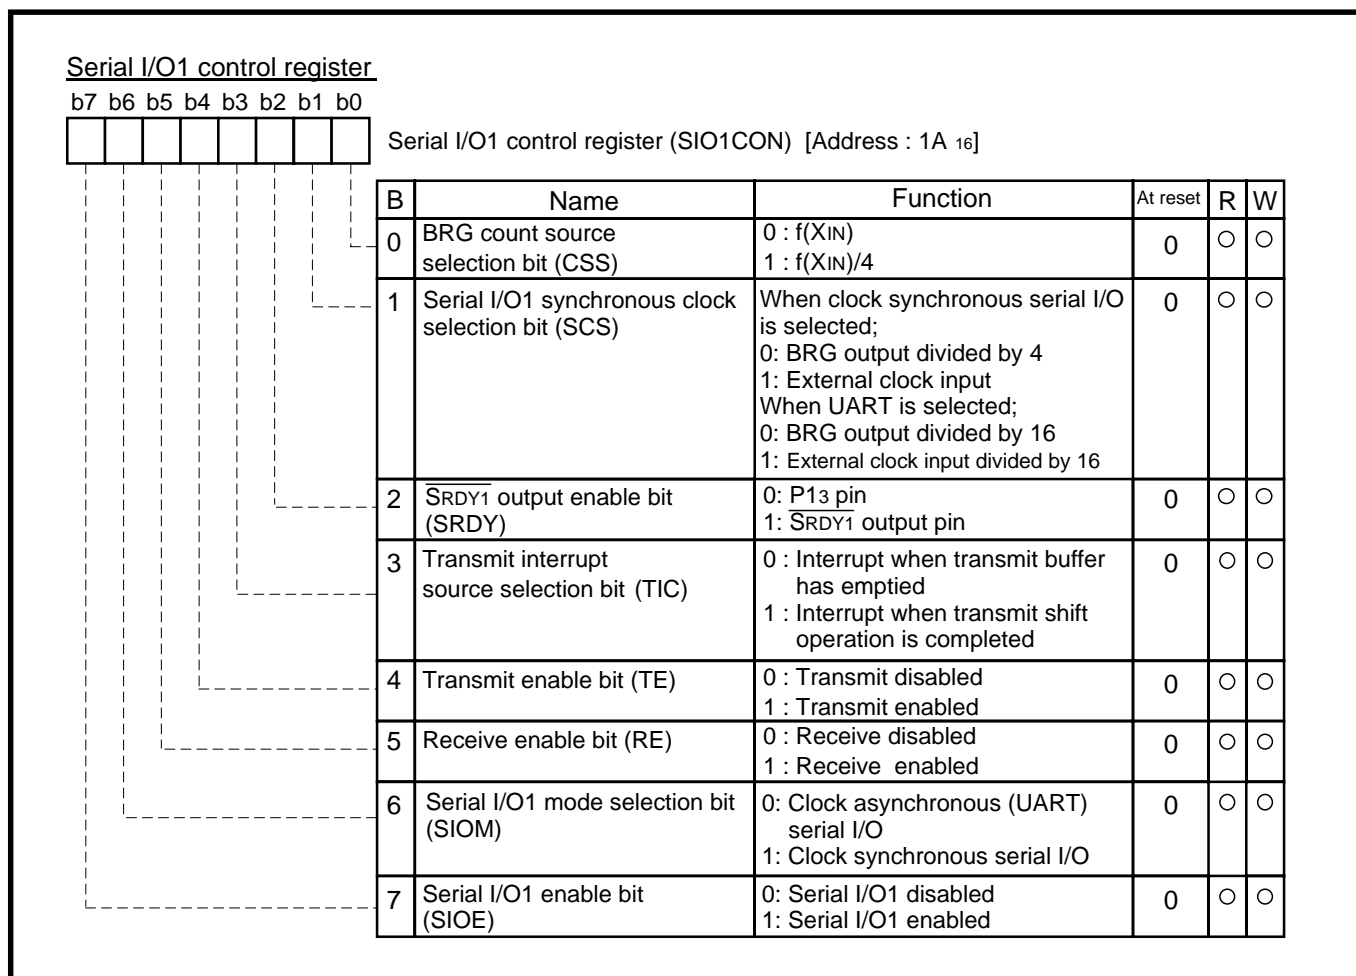 Serial I/O1 control register
b7 b6 b5 b4 b3 b2 b1 b0
Serial I/O1 control register (SIO1CON) [Address : 1A 16]
B Name Function At reset R W
0 BRG count source 0 : f(XIN) 0 ○ ○
selection bit (CSS) 1 : f(XIN)/4
1 Serial I/O1 synchronous clock When clock synchronous serial I/O 0 ○ ○
selection bit (SCS) is selected;
0: BRG output divided by 4
1: External clock input
When UART is selected;
0: BRG output divided by 16
1: External clock input divided by 16
2 SRDY1 output enable bit 0: P13 pin 0 ○ ○
(SRDY) 1: SRDY1 output pin
3 Transmit interrupt 0 : Interrupt when transmit buffer 0 ○ ○
source selection bit (TIC) has emptied
1 : Interrupt when transmit shift
operation is completed
4 Transmit enable bit (TE) 0 : Transmit disabled 0 ○ ○
1 : Transmit enabled
5 Receive enable bit (RE) 0 : Receive disabled 0 ○ ○
1 : Receive enabled
6 Serial I/O1 mode selection bit 0: Clock asynchronous (UART) 0 ○ ○
(SIOM) serial I/O
1: Clock synchronous serial I/O
7 Serial I/O1 enable bit 0: Serial I/O1 disabled 0 ○ ○
(SIOE) 1: Serial I/O1 enabled